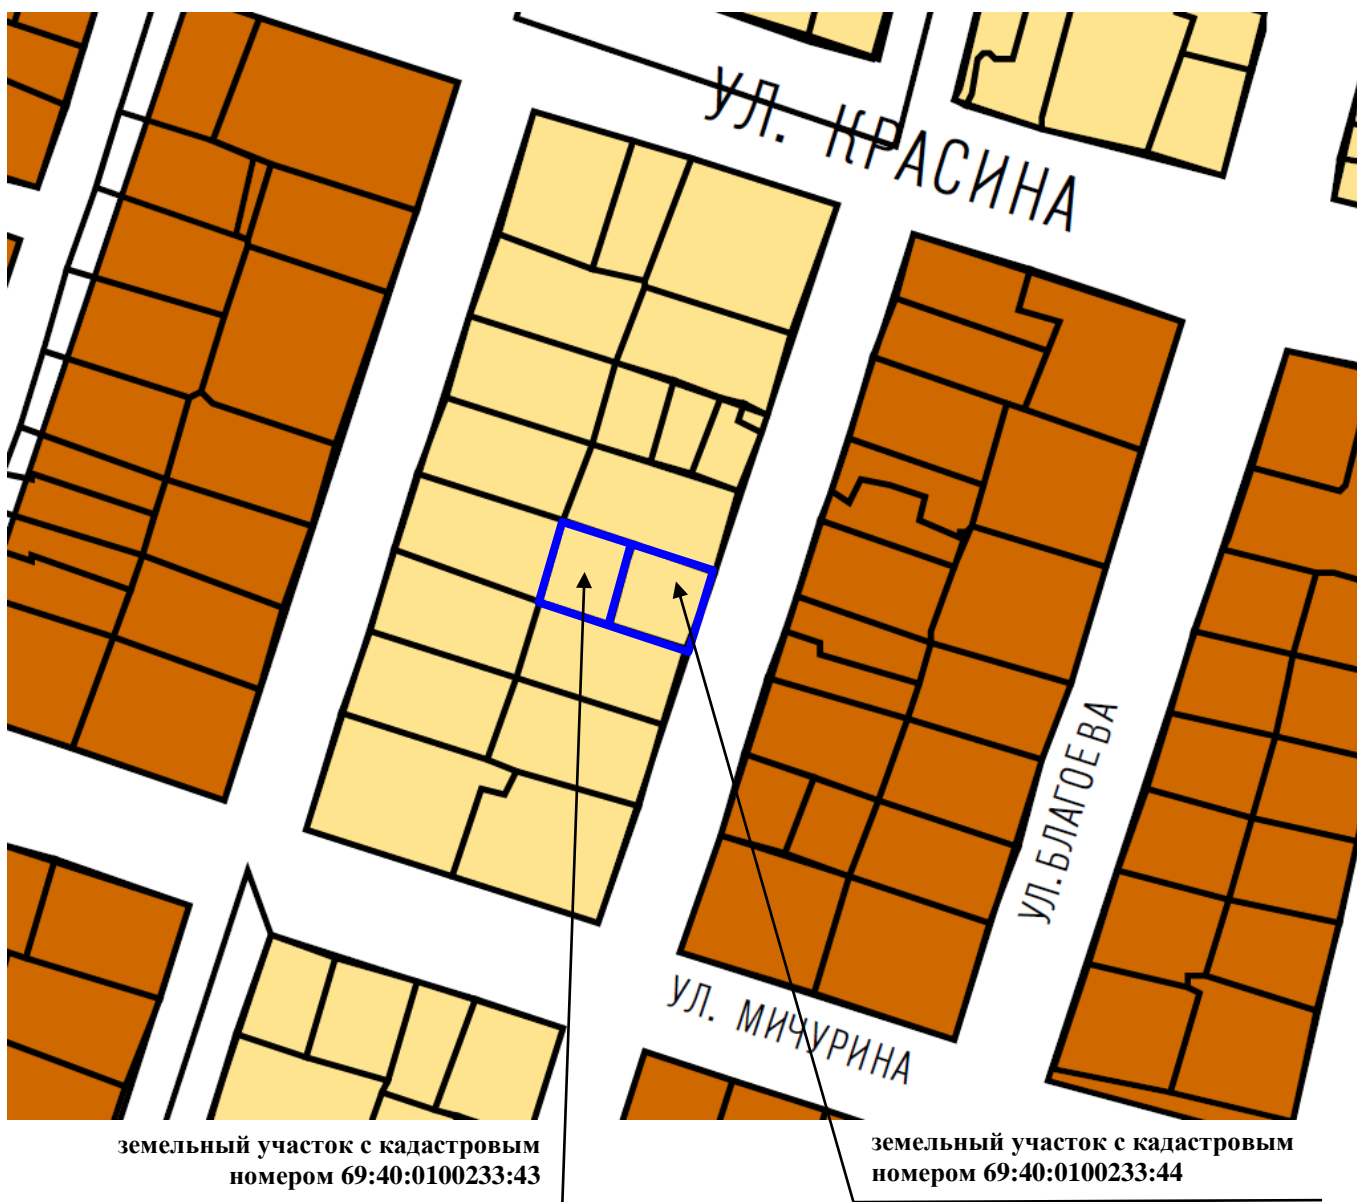 УЛ. КРАСИНА
УЛ. БЛАГОЕВА
УЛ. МИЧУРИНА
земельный участок с кадастровым
номером 69:40:0100233:43
земельный участок с кадастровым
номером 69:40:0100233:44